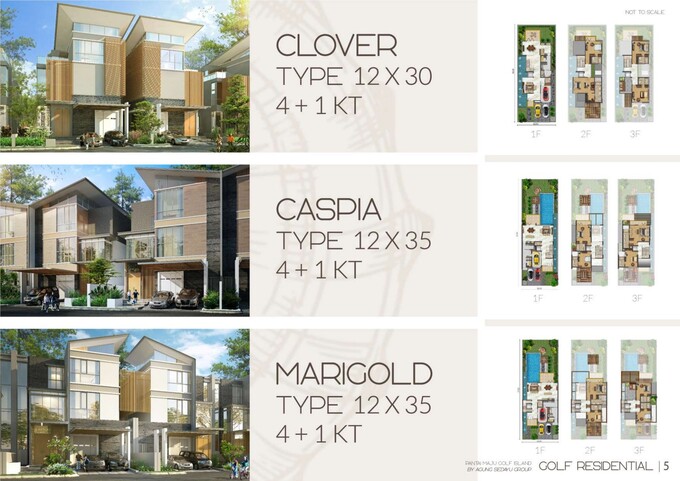 NOT TO SCALE
CLOVER
TYPE 12 X 30
4 + 1 KT
1F 2F 3F
CASPIA
TYPE 12 X 35
4 + 1 KT
1F 2F 3F
MARIGOLD
TYPE 12 X 35
4 + 1 KT
1F 2F 3F
PANTAI MAJU GOLF ISLAND
BY AGUNG SEDAYU GROUP
GOLF RESIDENTIAL | 5